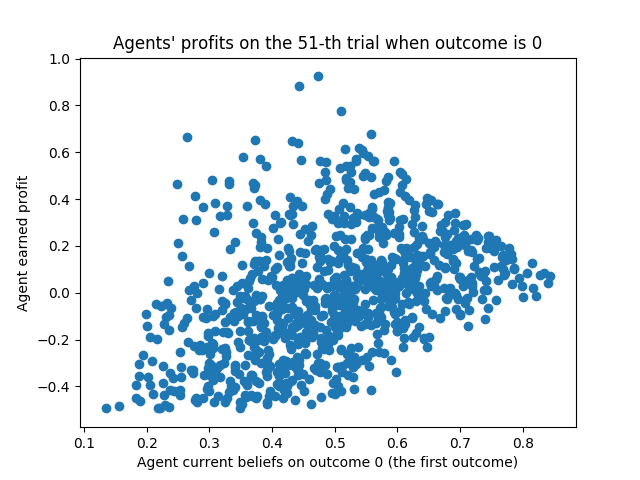 Agents' profits on the 51-th trial when outcome is 0
Agent earned profit
1.0
0.8
0.6
0.4
0.2
0.0
−0.2
−0.4
0.1 0.2 0.3 0.4 0.5 0.6 0.7 0.8
Agent current beliefs on outcome 0 (the first outcome)